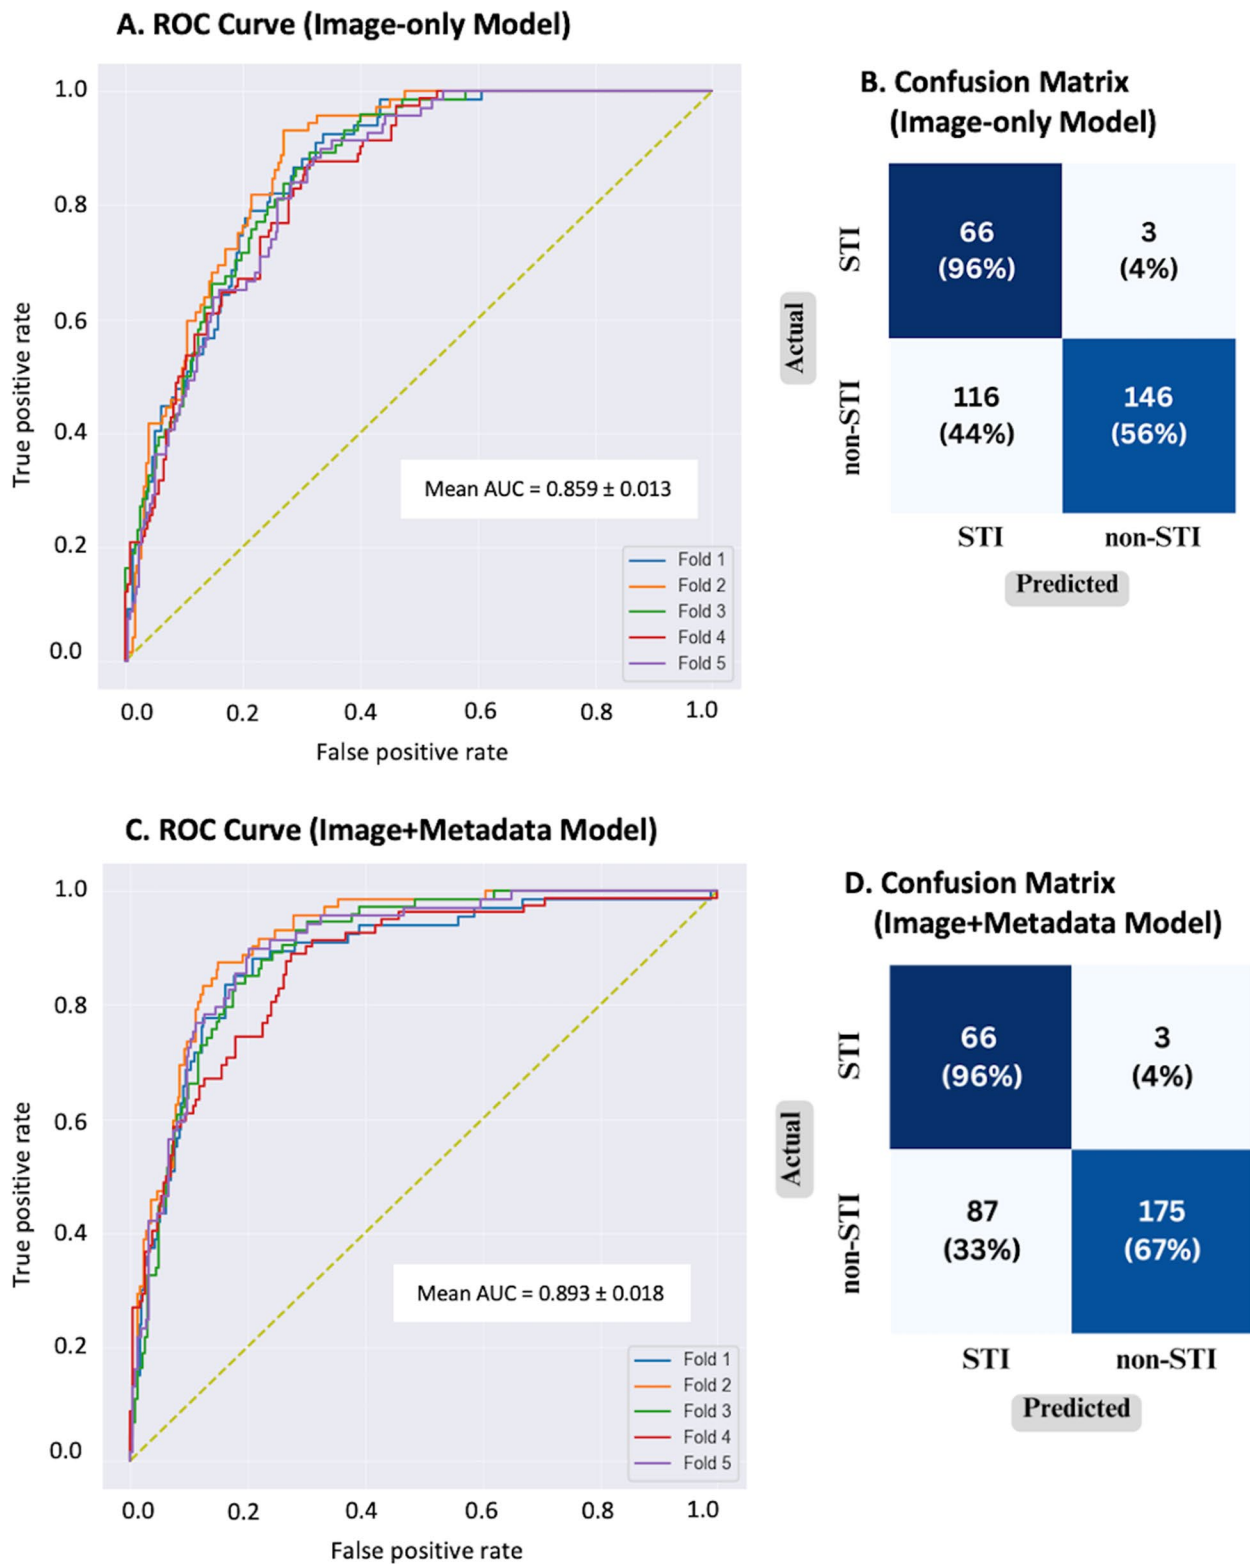 A. ROC Curve (Image-only Model)
1.0
0.8
0.6
0.4
0.2
0.0
True positive rate
Mean AUC = 0.859 ± 0.013
Fold 1
Fold 2
Fold 3
Fold 4
Fold 5
0.0 0.2 0.4 0.6 0.8 1.0
False positive rate
B. Confusion Matrix
(Image-only Model)
Actual
STI
66 3
(96%) (4%)
non-STI
116 146
(44%) (56%)
STI non-STI
Predicted
C. ROC Curve (Image+Metadata Model)
1.0
0.8
0.6
0.4
0.2
0.0
True positive rate
Mean AUC = 0.893 ± 0.018
Fold 1
Fold 2
Fold 3
Fold 4
Fold 5
0.0 0.2 0.4 0.6 0.8 1.0
False positive rate
D. Confusion Matrix
(Image+Metadata Model)
Actual
STI
66 3
(96%) (4%)
non-STI
87 175
(33%) (67%)
STI non-STI
Predicted